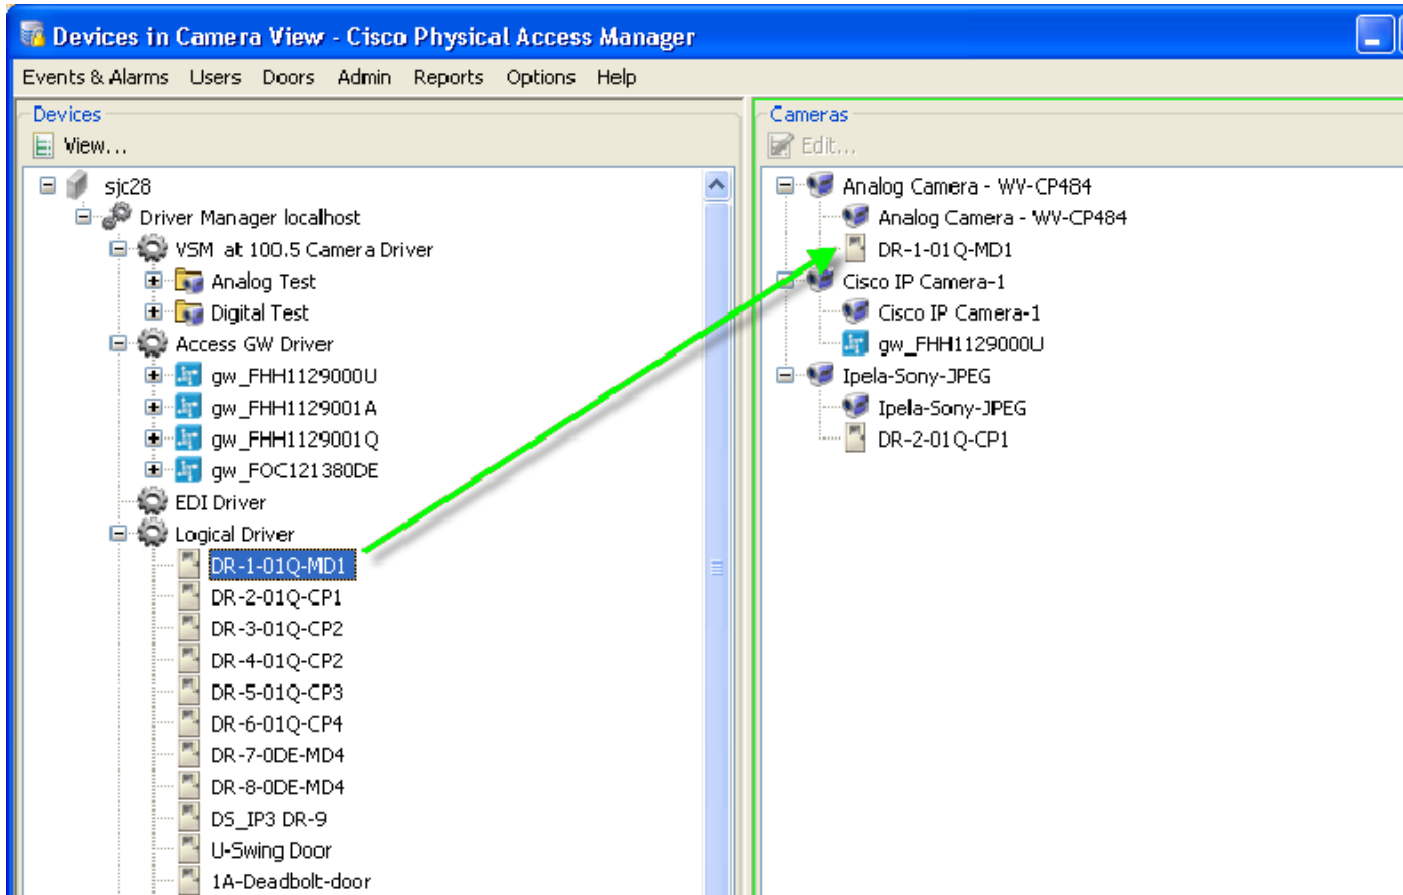 Devices in Camera View - Cisco Physical Access Manager
Events & Alarms Users Doors Admin Reports Options Help
Devices
View...
sjc28
Driver Manager localhost
VSM at 100.5 Camera Driver
Analog Test
Digital Test
Access GW Driver
gw_FHH1129000U
gw_FHH1129001A
gw_FHH1129001Q
gw_FOC121380DE
EDI Driver
Logical Driver
DR-1-01Q-MD1
DR-2-01Q-CP1
DR-3-01Q-CP2
DR-4-01Q-CP2
DR-5-01Q-CP3
DR-6-01Q-CP4
DR-7-0DE-MD4
DR-8-0DE-MD4
DS_IP3 DR-9
U-Swing Door
1A-Deadbolt-door
Cameras
Edit...
Analog Camera - WV-CP484
Analog Camera - WV-CP484
DR-1-01Q-MD1
Cisco IP Camera-1
Cisco IP Camera-1
gw_FHH1129000U
Ipela-Sony-JPEG
Ipela-Sony-JPEG
DR-2-01Q-CP1